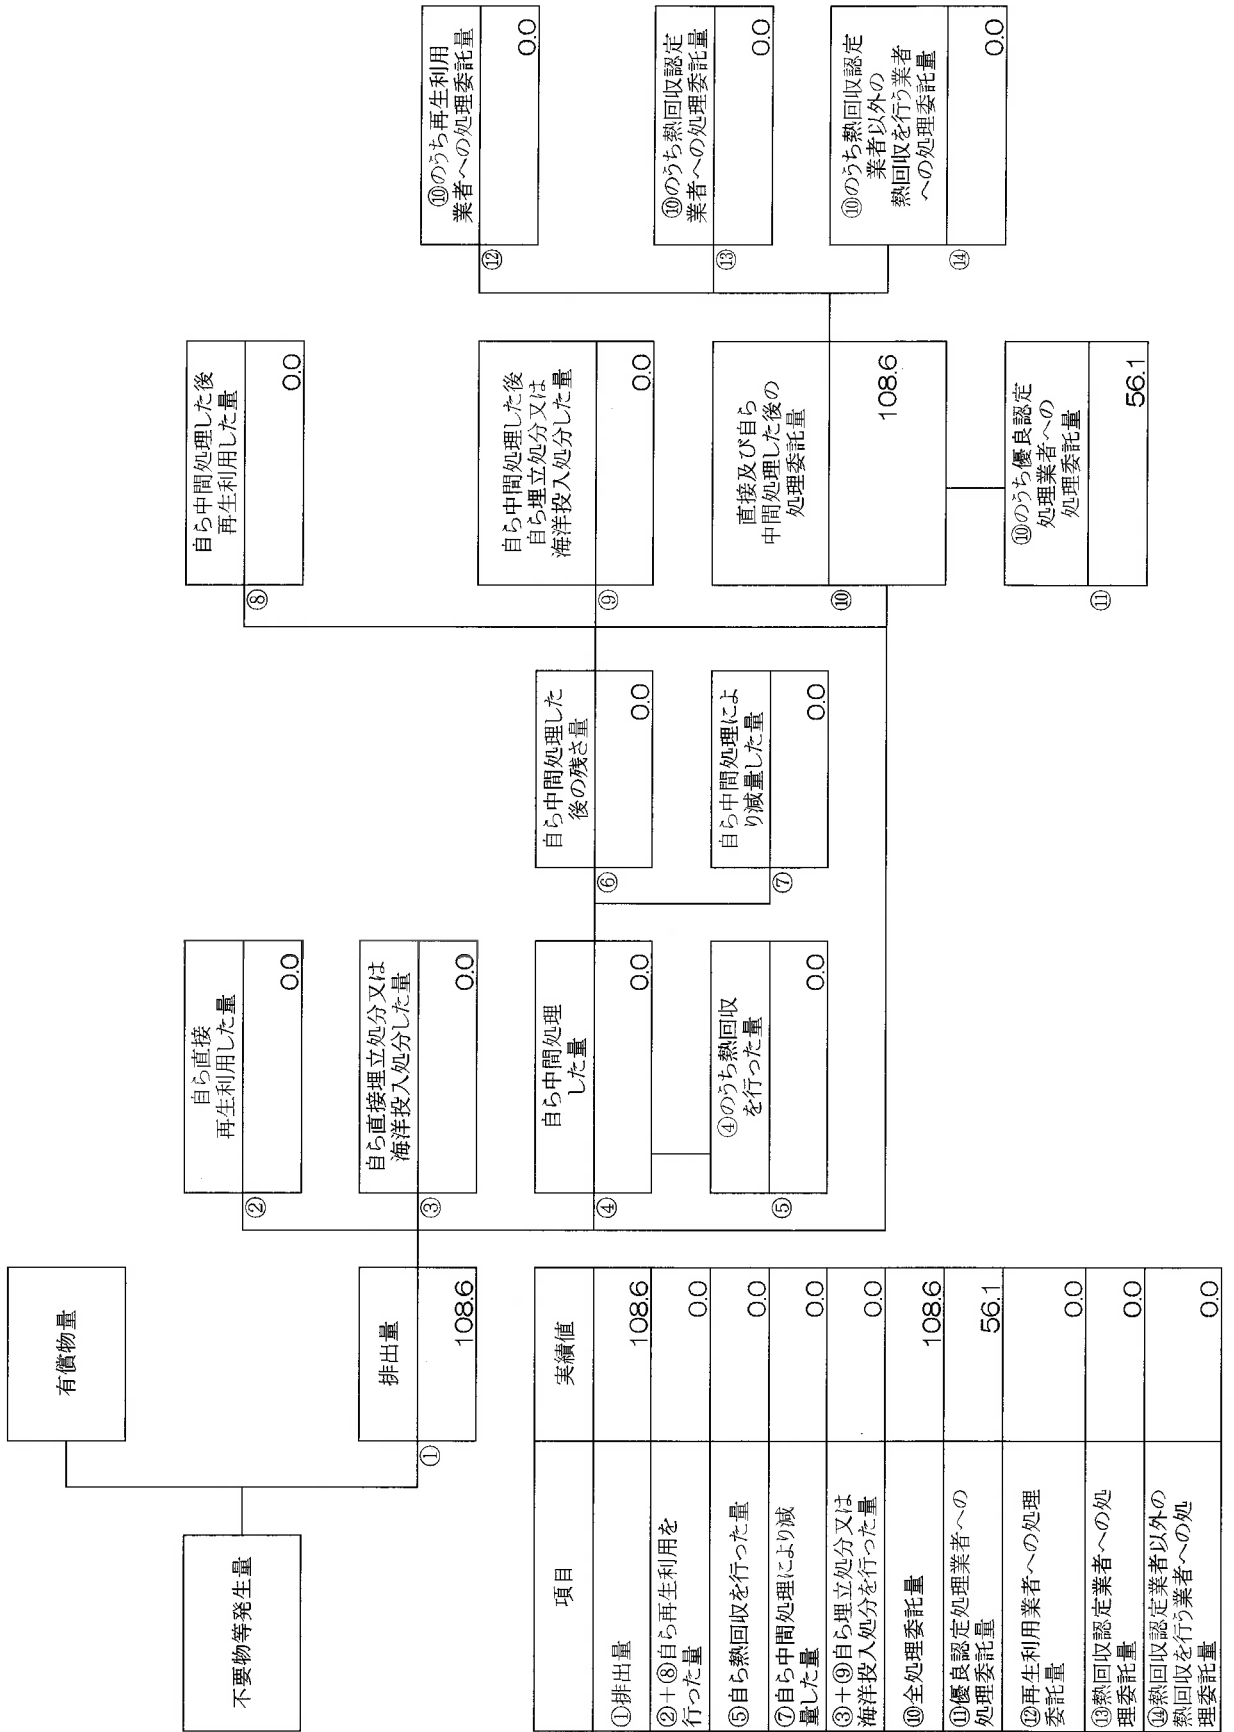 不要物等発生量
有償物量
①
排出量
108.6
②
自ら直接
再生利用した量
0.0
③
自ら直接埋立処分又は
海洋投入処分した量
0.0
④
自ら中間処理
した量
0.0
⑤
④のうち熱回収
を行った量
0.0
⑥
自ら中間処理した
後の残さ量
0.0
⑦
自ら中間処理によ
り減量した量
0.0
⑧
自ら中間処理した後
再生利用した量
0.0
⑨
自ら中間処理した後
自ら埋立処分又は
海洋投入処分した量
0.0
⑩
直接及び自ら
中間処理した後の
処理委託量
108.6
⑪
⑩のうち優良認定
処理業者への
処理委託量
56.1
⑫
⑩のうち再生利用
業者への処理委託量
0.0
⑬
⑩のうち熱回収認定
業者への処理委託量
0.0
⑭
⑩のうち熱回収認定
業者以外の
熱回収を行う業者
への処理委託量
0.0
項目
実績値
①排出量
108.6
②+⑧自ら再生利用を
行った量
0.0
⑤自ら熱回収を行った量
0.0
⑦自ら中間処理により減
量した量
0.0
③+⑨自ら埋立処分又は
海洋投入処分を行った量
0.0
⑩全処理委託量
108.6
⑪優良認定処理業者への
処理委託量
56.1
⑫再生利用業者への処理
委託量
0.0
⑬熱回収認定業者への処
理委託量
0.0
⑭熱回収認定業者以外の
熱回収を行う業者への処
理委託量
0.0